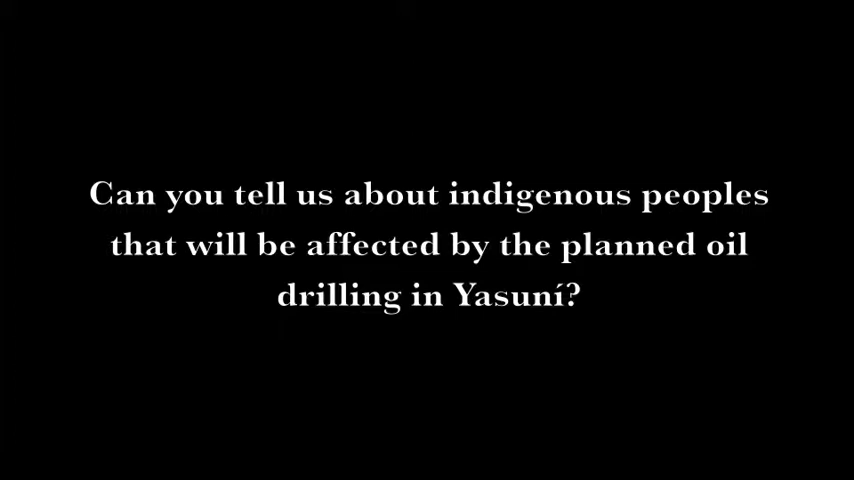 Can you tell us about indigenous peoples
that will be affected by the planned oil
drilling in Yasuní?